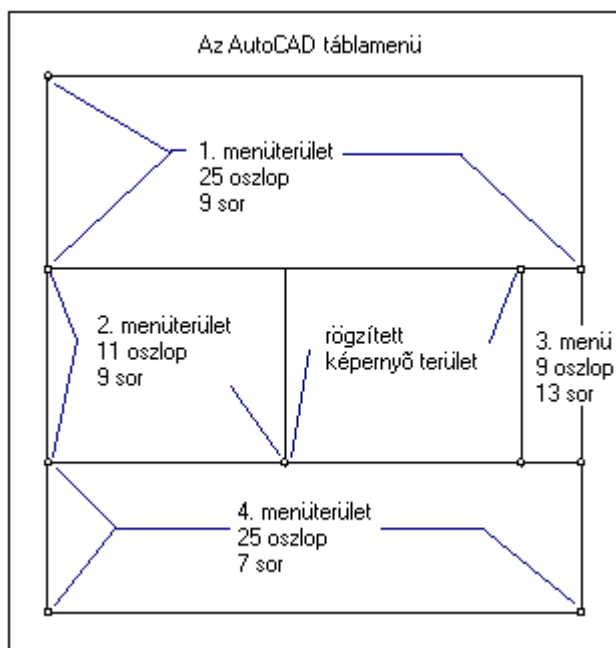 Az AutoCAD táblamenü
1. menüterület
25 oszlop
9 sor
2. menüterület
11 oszlop
9 sor
rögzített
képernyõ terület
3. menü
9 oszlop
13 sor
4. menüterület
25 oszlop
7 sor